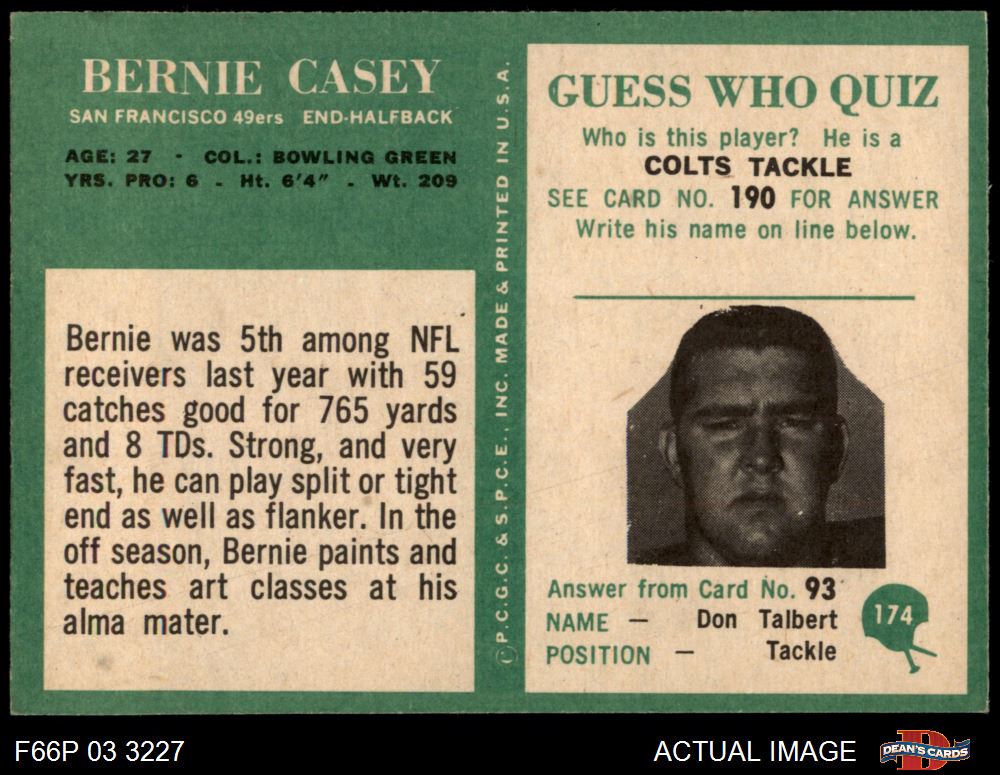 BERNIE CASEY
SAN FRANCISCO 49ers END-HALFBACK
AGE: 27 - COL.: BOWLING GREEN
YRS. PRO: 6 - Ht. 6'4" - Wt. 209
Bernie was 5th among NFL
receivers last year with 59
catches good for 765 yards
and 8 TDs. Strong, and very
fast, he can play split or tight
end as well as flanker. In the
off season, Bernie paints and
teaches art classes at his
alma mater.
© P.C.G.C. & S.P.C.E., INC. MADE & PRINTED IN U.S.A.
GUESS WHO QUIZ
Who is this player? He is a
COLTS TACKLE
SEE CARD NO. 190 FOR ANSWER
Write his name on line below.
Answer from Card No. 93
NAME — Don Talbert
POSITION — Tackle
174
F66P 03 3227
ACTUAL IMAGE
D
DEAN'S CARDS